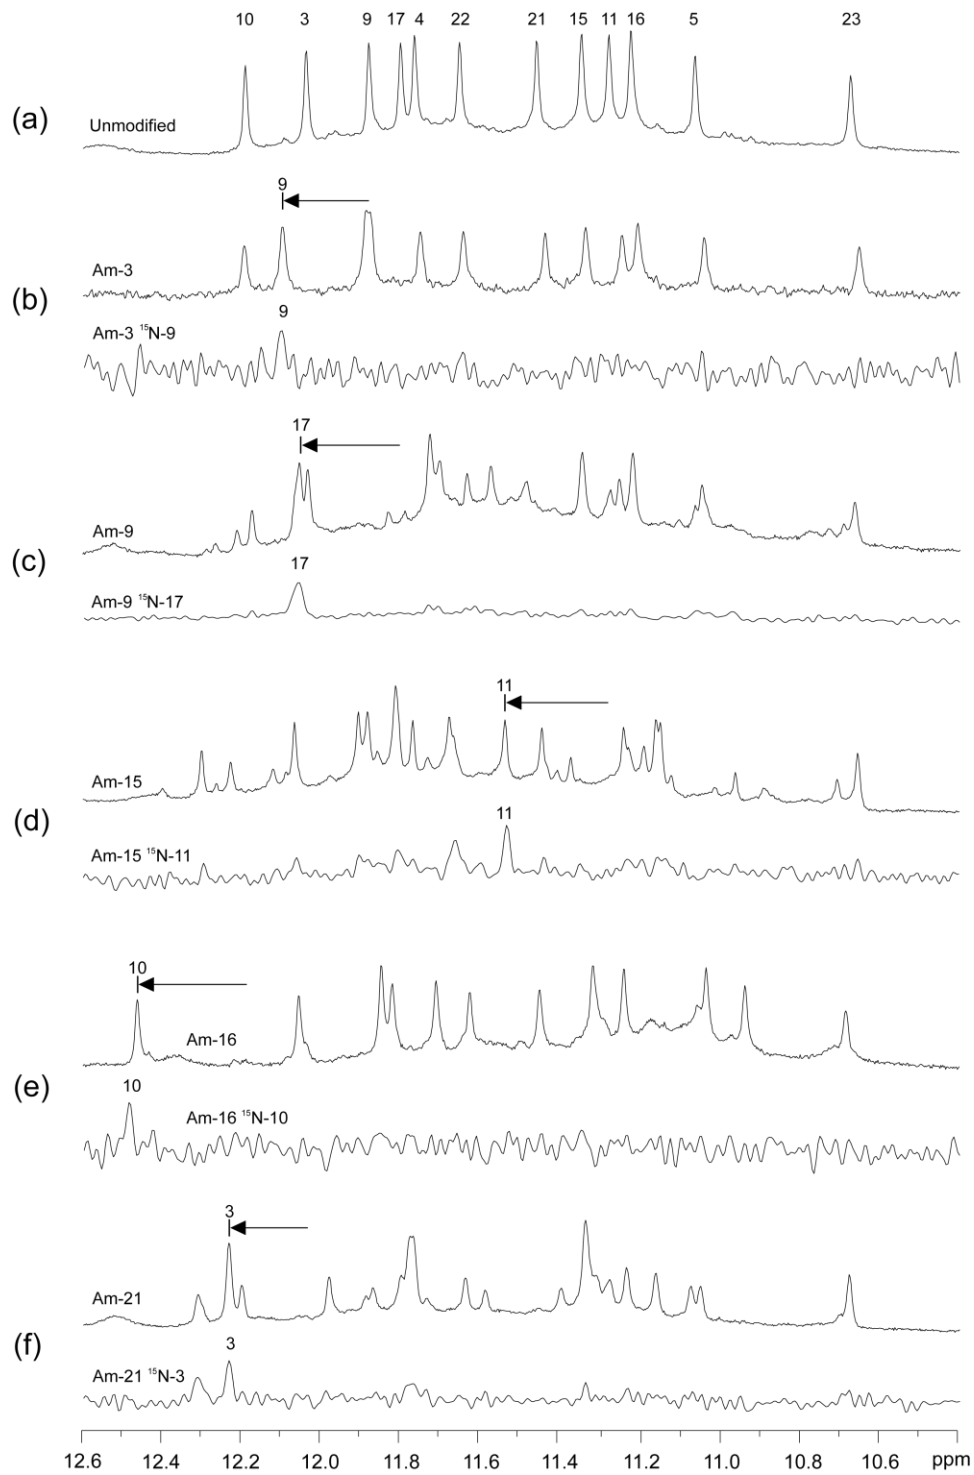 10 3 9 17 4 22 21 15 11 16 5 23
(a)
Unmodified
9
Am-3
(b)
9
Am-3 ¹⁵N-9
17
Am-9
(c)
17
Am-9 ¹⁵N-17
11
Am-15
(d)
11
Am-15 ¹⁵N-11
10
Am-16
(e)
10
Am-16 ¹⁵N-10
3
Am-21
(f)
3
Am-21 ¹⁵N-3
12.6 12.4 12.2 12.0 11.8 11.6 11.4 11.2 11.0 10.8 10.6 ppm